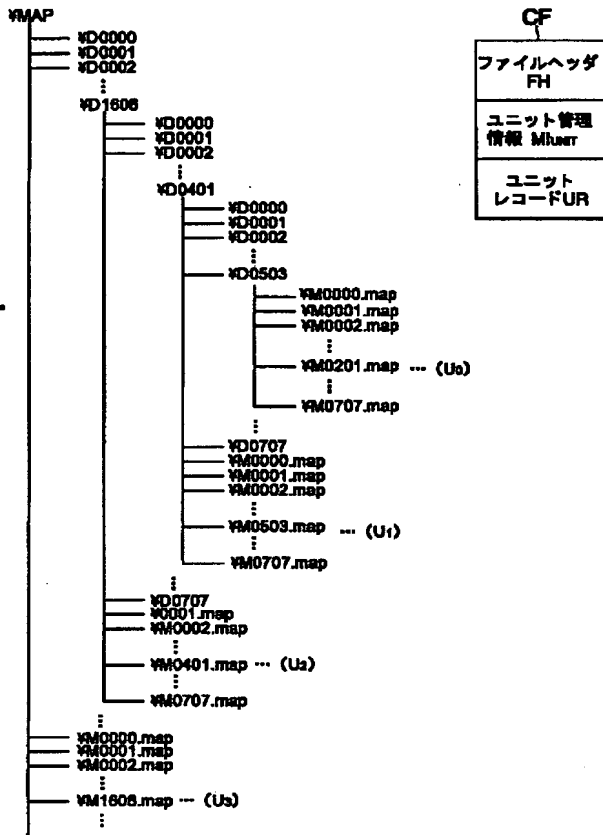 ¥MAP
¥D0000
¥D0001
¥D0002
¥D1606
¥D0000
¥D0001
¥D0002
¥D0401
¥D0000
¥D0001
¥D0002
¥D0503
¥M0000.map
¥M0001.map
¥M0002.map
¥M0201.map … (U0)
¥M0707.map
¥D0707
¥M0000.map
¥M0001.map
¥M0002.map
¥M0503.map … (U1)
¥M0707.map
¥D0707
¥0001.map
¥M0002.map
¥M0401.map … (U2)
¥M0707.map
¥M0000.map
¥M0001.map
¥M0002.map
¥M1606.map … (U3)
CF
ファイルヘッダ
FH
ユニット管理
情報 MIUNIT
ユニット
レコードUR